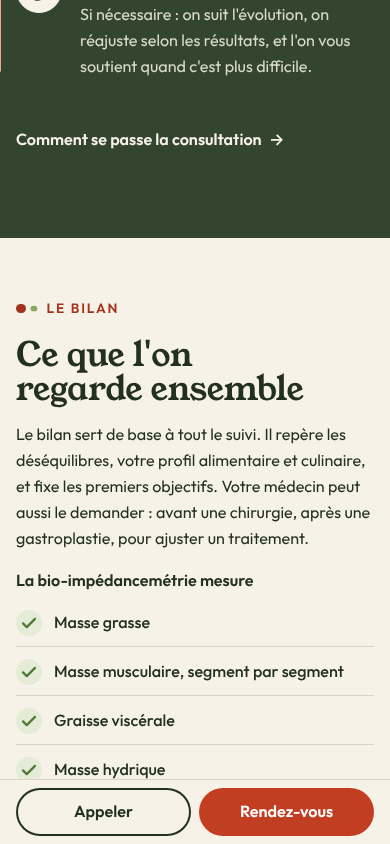 Si nécessaire : on suit l'évolution, on
réajuste selon les résultats, et l'on vous
soutient quand c'est plus difficile.
Comment se passe la consultation →
LE BILAN
Ce que l'on
regarde ensemble
Le bilan sert de base à tout le suivi. Il repère les
déséquilibres, votre profil alimentaire et culinaire,
et fixe les premiers objectifs. Votre médecin peut
aussi le demander : avant une chirurgie, après une
gastroplastie, pour ajuster un traitement.
La bio-impédancemétrie mesure
Masse grasse
Masse musculaire, segment par segment
Graisse viscérale
Masse hydrique
Appeler
Rendez-vous